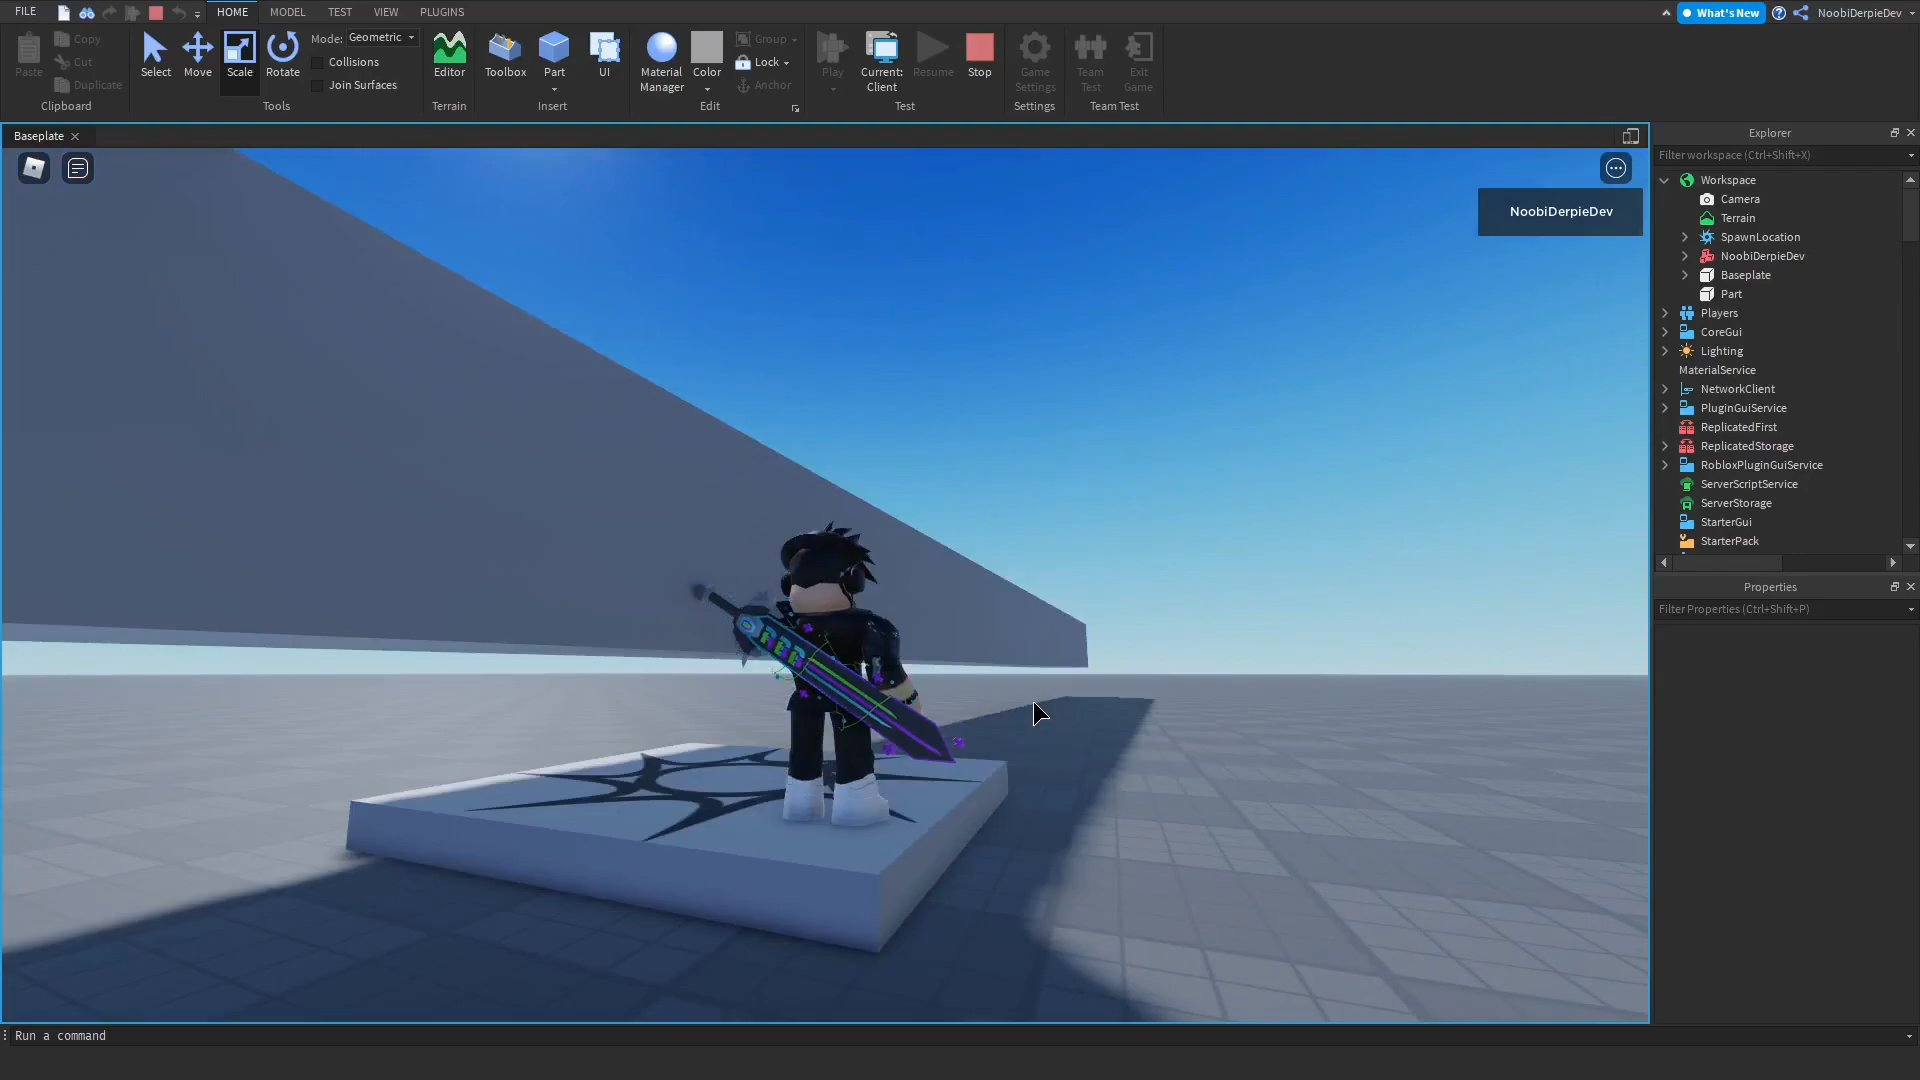 FILE
HOME
MODEL
TEST
VIEW
PLUGINS
What's New
NoobiDerpieDev
Paste
Copy
Cut
Duplicate
Clipboard
Select
Move
Scale
Rotate
Mode: Geometric
Collisions
Join Surfaces
Tools
Editor
Terrain
Toolbox
Part
UI
Insert
Material
Manager
Color
Group
Lock
Anchor
Edit
Play
Current:
Client
Resume
Stop
Test
Game
Settings
Settings
Team
Test
Exit
Game
Team Test
Baseplate
NoobiDerpieDev
Explorer
Filter workspace (Ctrl+Shift+X)
Workspace
Camera
Terrain
SpawnLocation
NoobiDerpieDev
Baseplate
Part
Players
CoreGui
Lighting
MaterialService
NetworkClient
PluginGuiService
ReplicatedFirst
ReplicatedStorage
RobloxPluginGuiService
ServerScriptService
ServerStorage
StarterGui
StarterPack
Properties
Filter Properties (Ctrl+Shift+P)
Run a command